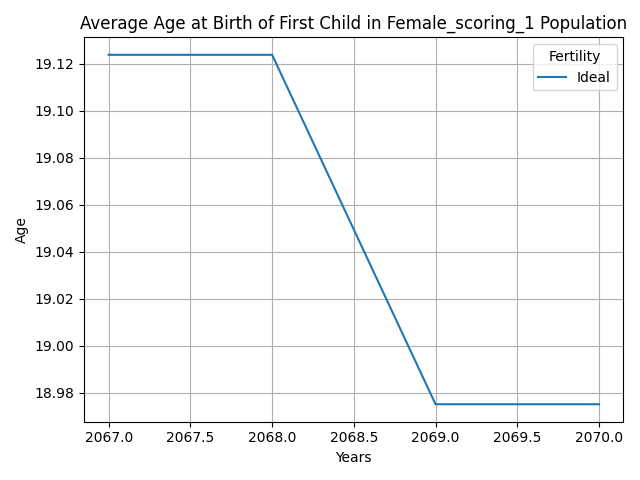 Average Age at Birth of First Child in Female_scoring_1 Population
Fertility
Ideal
19.12
19.10
19.08
19.06
19.04
19.02
19.00
18.98
Age
2067.0 2067.5 2068.0 2068.5 2069.0 2069.5 2070.0
Years